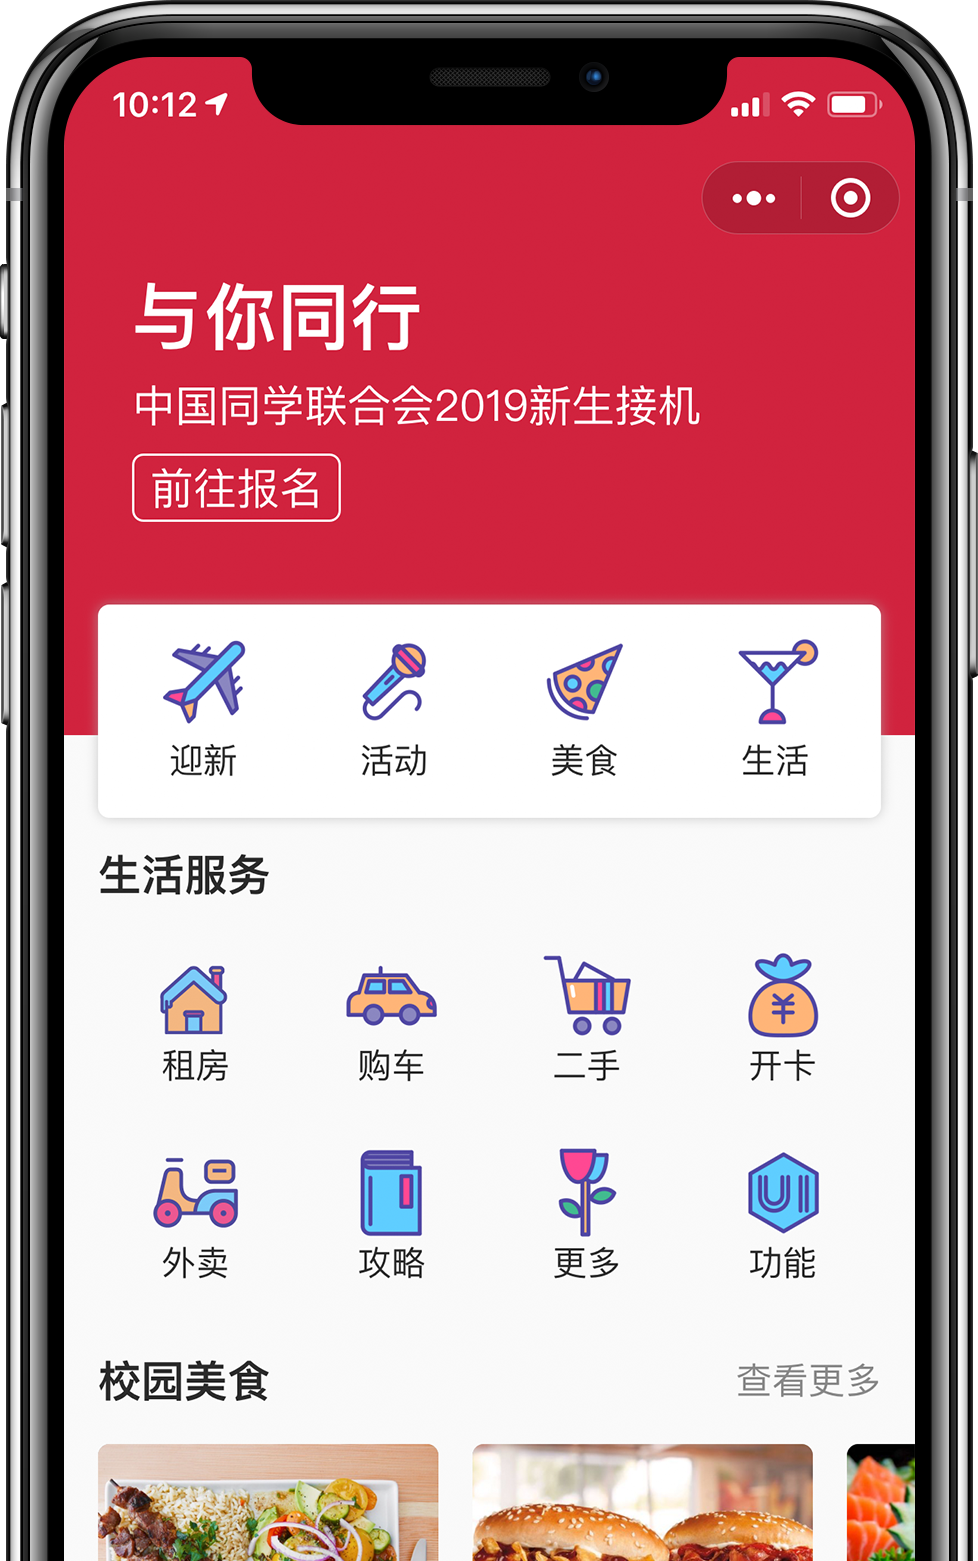 10:12
与你同行
中国同学联合会2019新生接机
前往报名
迎新 活动 美食 生活
生活服务
租房 购车 二手 开卡
外卖 攻略 更多 功能
校园美食 查看更多